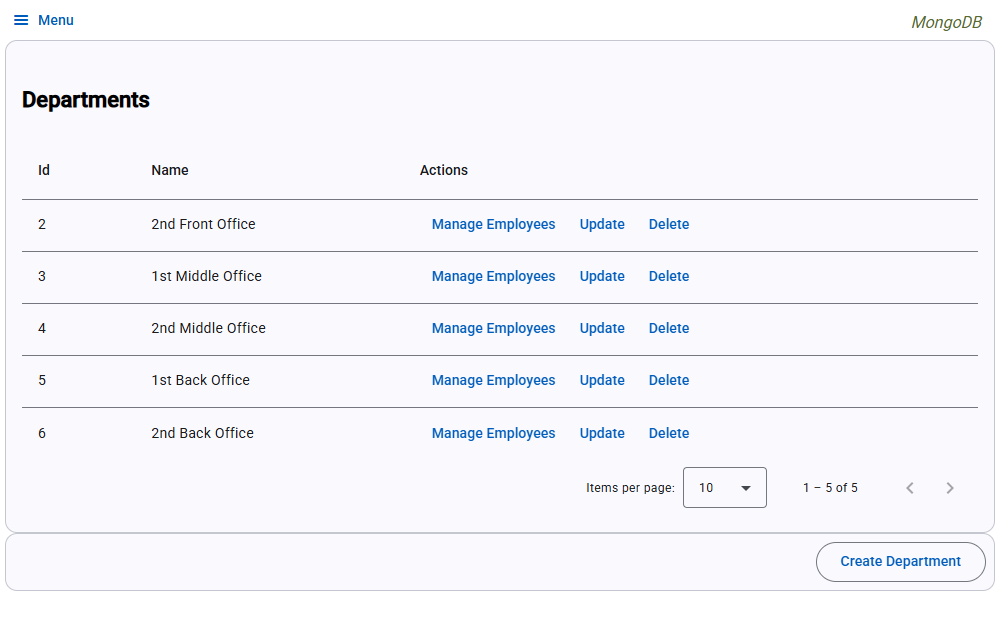 Menu
MongoDB
Departments
Id Name Actions
2 2nd Front Office Manage Employees Update Delete
3 1st Middle Office Manage Employees Update Delete
4 2nd Middle Office Manage Employees Update Delete
5 1st Back Office Manage Employees Update Delete
6 2nd Back Office Manage Employees Update Delete
Items per page: 10 1 – 5 of 5
Create Department